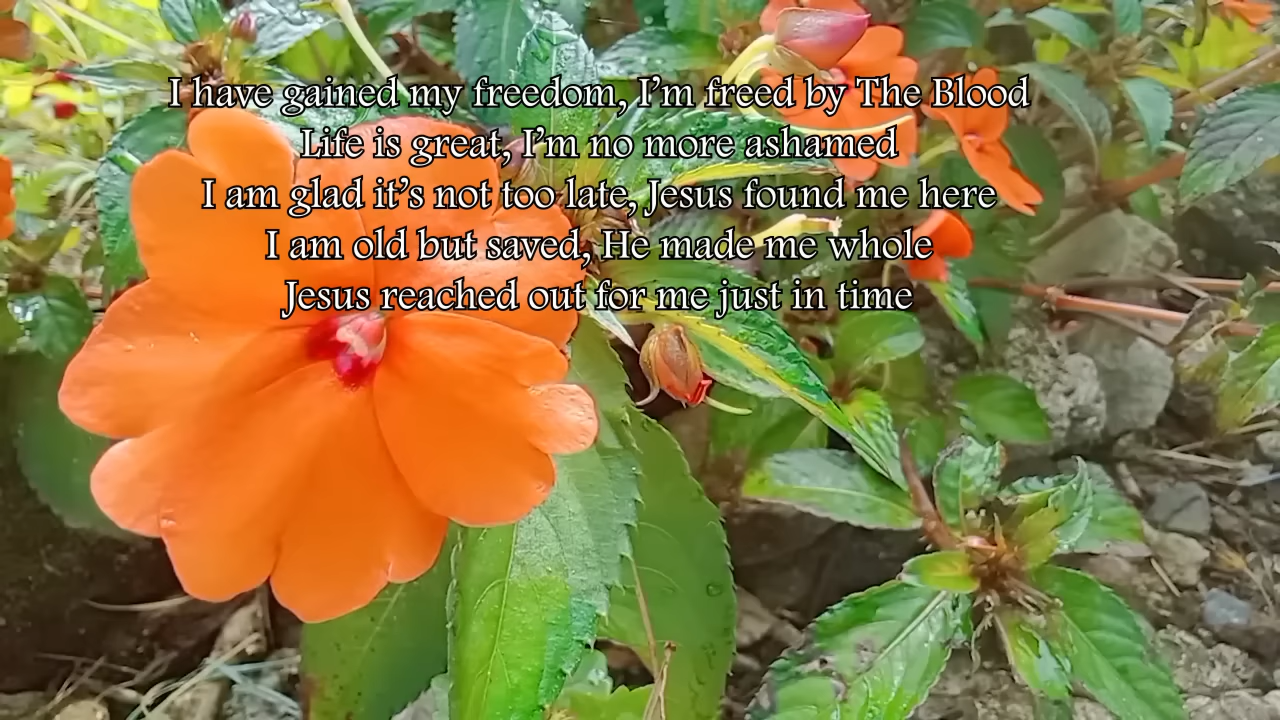 I have gained my freedom, I'm freed by The Blood
Life is great, I'm no more ashamed
I am glad it's not too late, Jesus found me here
I am old but saved, He made me whole
Jesus reached out for me just in time